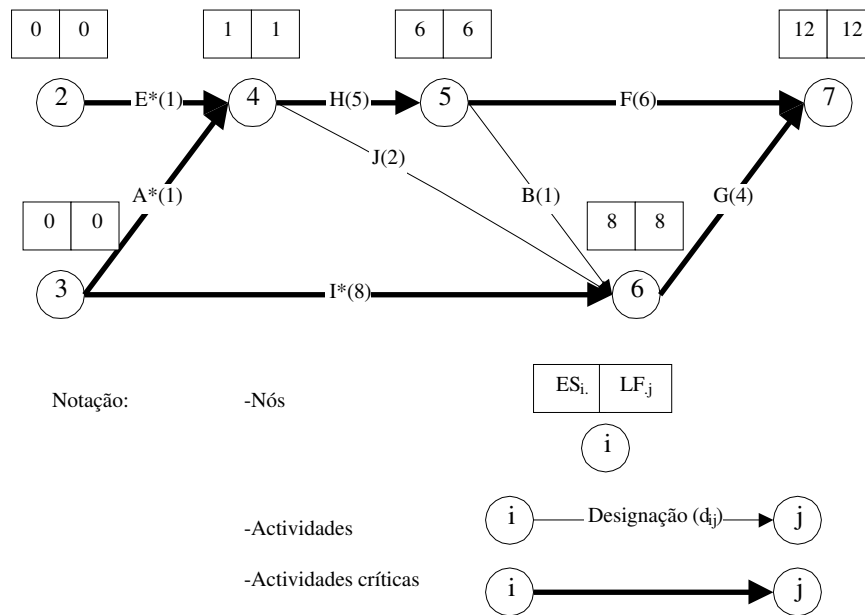 0 0 1 1 6 6 12 12
2 E*(1) 4 H(5) 5 F(6) 7
J(2)
A*(1) B(1) G(4)
0 0 8 8
3 I*(8) 6
ESi. LF.j
Notação: -Nós
i
-Actividades i Designação (dij) j
-Actividades críticas i j